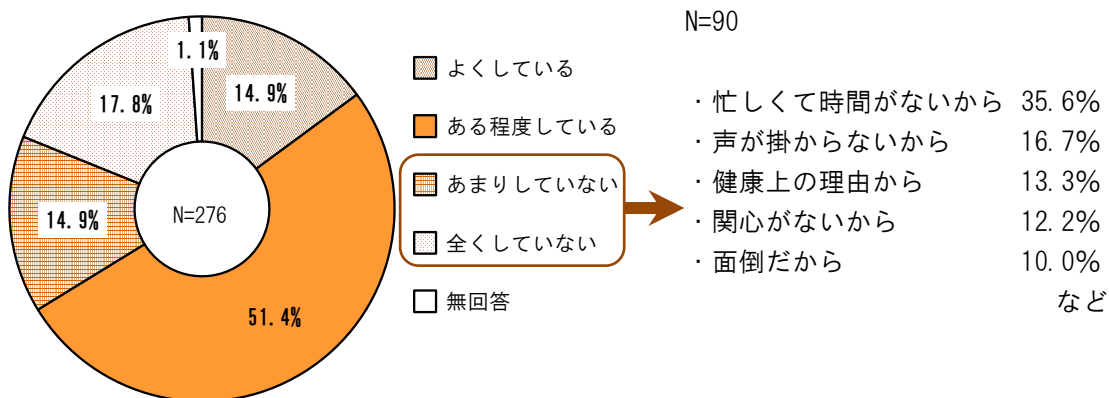 1.1%
14.9%
17.8%
14.9%
51.4%
N=276
よくしている
ある程度している
あまりしていない
全くしていない
無回答
N=90
・忙しくて時間がないから 35.6%
・声が掛からないから 16.7%
・健康上の理由から 13.3%
・関心がないから 12.2%
・面倒だから 10.0%
など